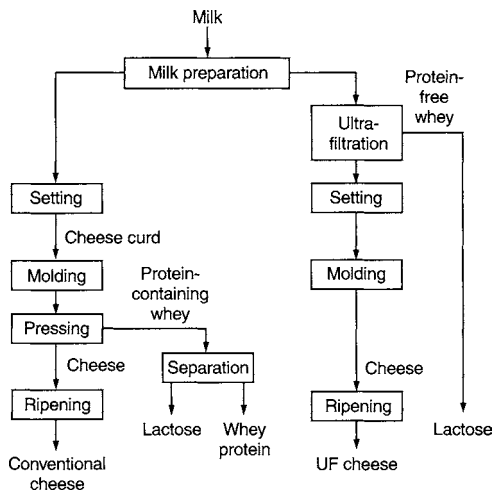 Milk
Milk preparation
Protein-
free
whey
Ultra-
filtration
Setting
Setting
Cheese curd
Molding
Molding
Protein-
containing
whey
Pressing
Separation
Cheese
Cheese
Ripening
Ripening
Lactose
Whey
protein
Lactose
Conventional
cheese
UF cheese